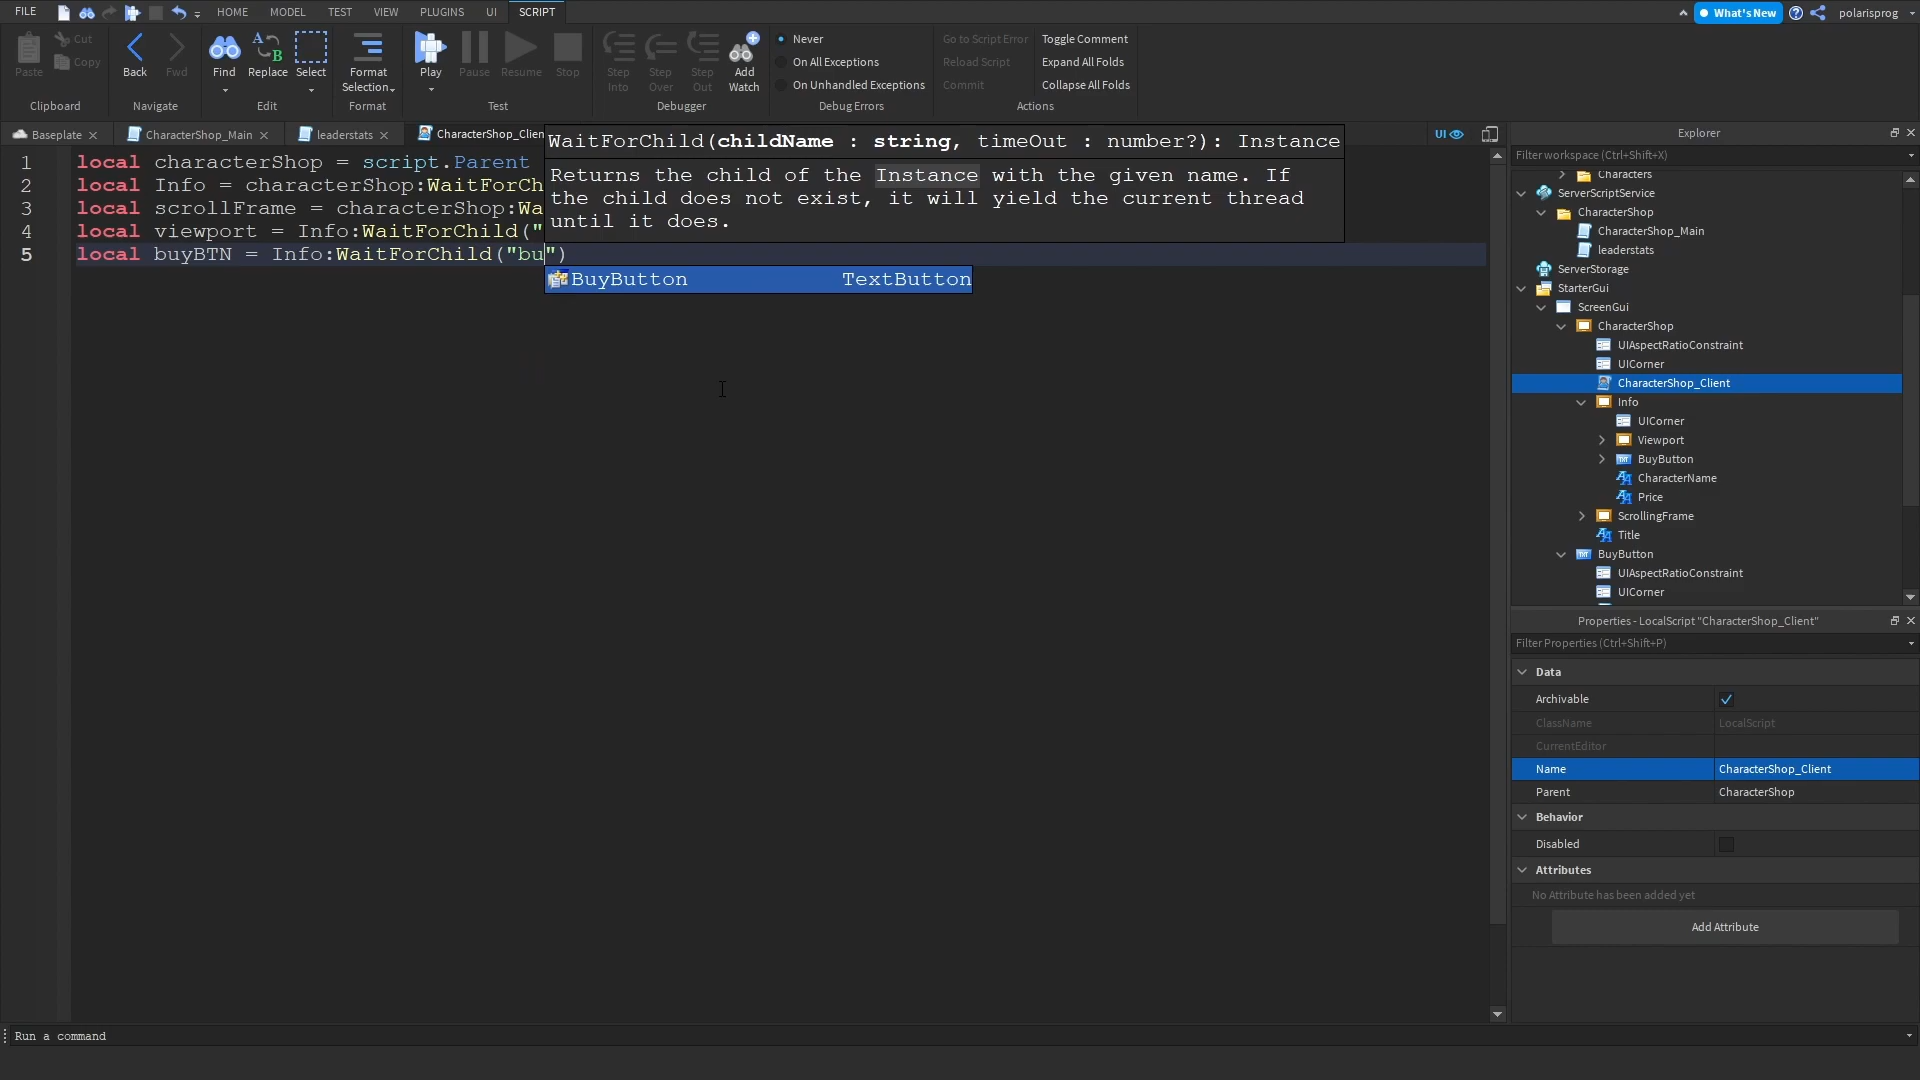 FILE HOME MODEL TEST VIEW PLUGINS UI SCRIPT What's New polarisprog
Paste Cut Copy
Clipboard
Back Fwd
Navigate
Find Replace Select
Edit
Format Selection
Format
Play Pause Resume Stop
Test
Step Into Step Over Step Out Add Watch
Debugger
Never
On All Exceptions
On Unhandled Exceptions
Debug Errors
Go to Script Error Toggle Comment
Reload Script Expand All Folds
Commit Collapse All Folds
Actions
Baseplate CharacterShop_Main leaderstats CharacterShop_Clien UI
1 local characterShop = script.Parent
2 local Info = characterShop:WaitForCh
3 local scrollFrame = characterShop:Wa
4 local viewport = Info:WaitForChild("
5 local buyBTN = Info:WaitForChild("bu")
WaitForChild(childName : string, timeOut : number?): Instance
Returns the child of the Instance with the given name. If
the child does not exist, it will yield the current thread
until it does.
BuyButton TextButton
Explorer
Filter workspace (Ctrl+Shift+X)
Characters
ServerScriptService
CharacterShop
CharacterShop_Main
leaderstats
ServerStorage
StarterGui
ScreenGui
CharacterShop
UIAspectRatioConstraint
UICorner
CharacterShop_Client
Info
UICorner
Viewport
BuyButton
CharacterName
Price
ScrollingFrame
Title
BuyButton
UIAspectRatioConstraint
UICorner
Properties - LocalScript "CharacterShop_Client"
Filter Properties (Ctrl+Shift+P)
Data
Archivable
ClassName LocalScript
CurrentEditor
Name CharacterShop_Client
Parent CharacterShop
Behavior
Disabled
Attributes
No Attribute has been added yet
Add Attribute
Run a command